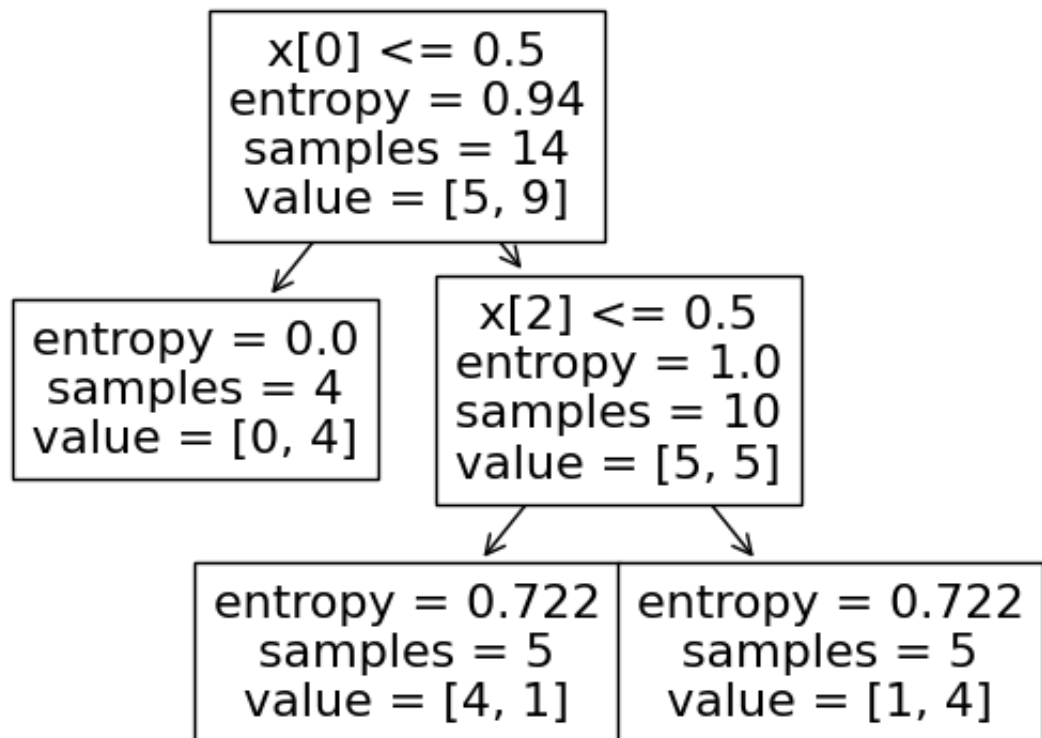 x[0] <= 0.5
entropy = 0.94
samples = 14
value = [5, 9]
entropy = 0.0
samples = 4
value = [0, 4]
x[2] <= 0.5
entropy = 1.0
samples = 10
value = [5, 5]
entropy = 0.722
samples = 5
value = [4, 1]
entropy = 0.722
samples = 5
value = [1, 4]